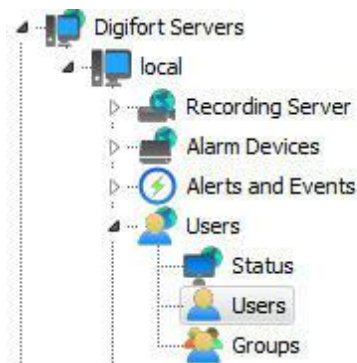 Digifort Servers
local
Recording Server
Alarm Devices
Alerts and Events
Users
Status
Users
Groups